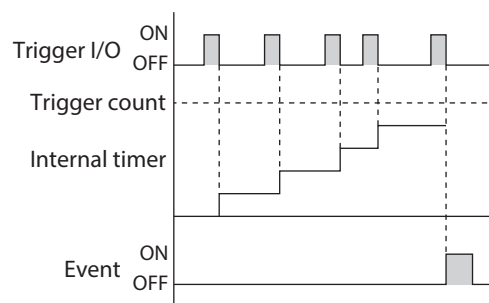 ON
Trigger I/O
OFF
Trigger count
Internal timer
ON
Event
OFF